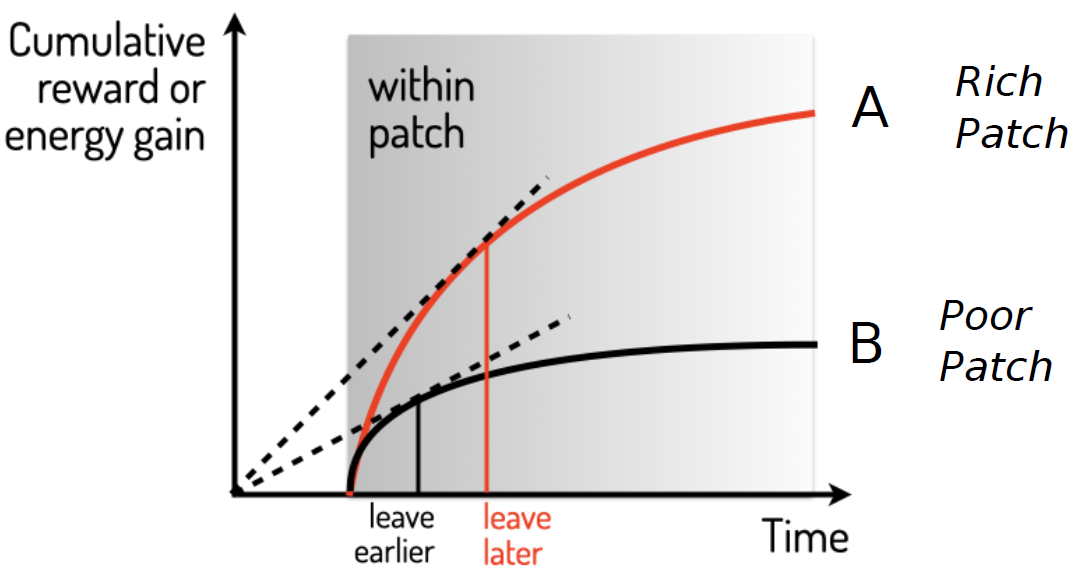 Cumulative
reward or
energy gain
within
patch
A
Rich
Patch
B
Poor
Patch
leave
earlier
leave
later
Time